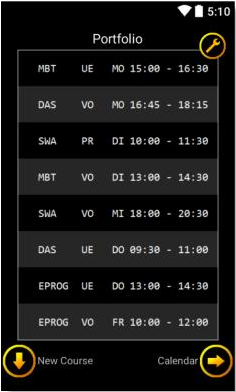 5:10
Portfolio
MBT UE MO 15:00 - 16:30
DAS VO MO 16:45 - 18:15
SWA PR DI 10:00 - 11:30
MBT VO DI 13:00 - 14:30
SWA VO MI 18:00 - 20:30
DAS UE DO 09:30 - 11:00
EPROG UE DO 13:00 - 14:30
EPROG VO FR 10:00 - 12:00
New Course Calendar